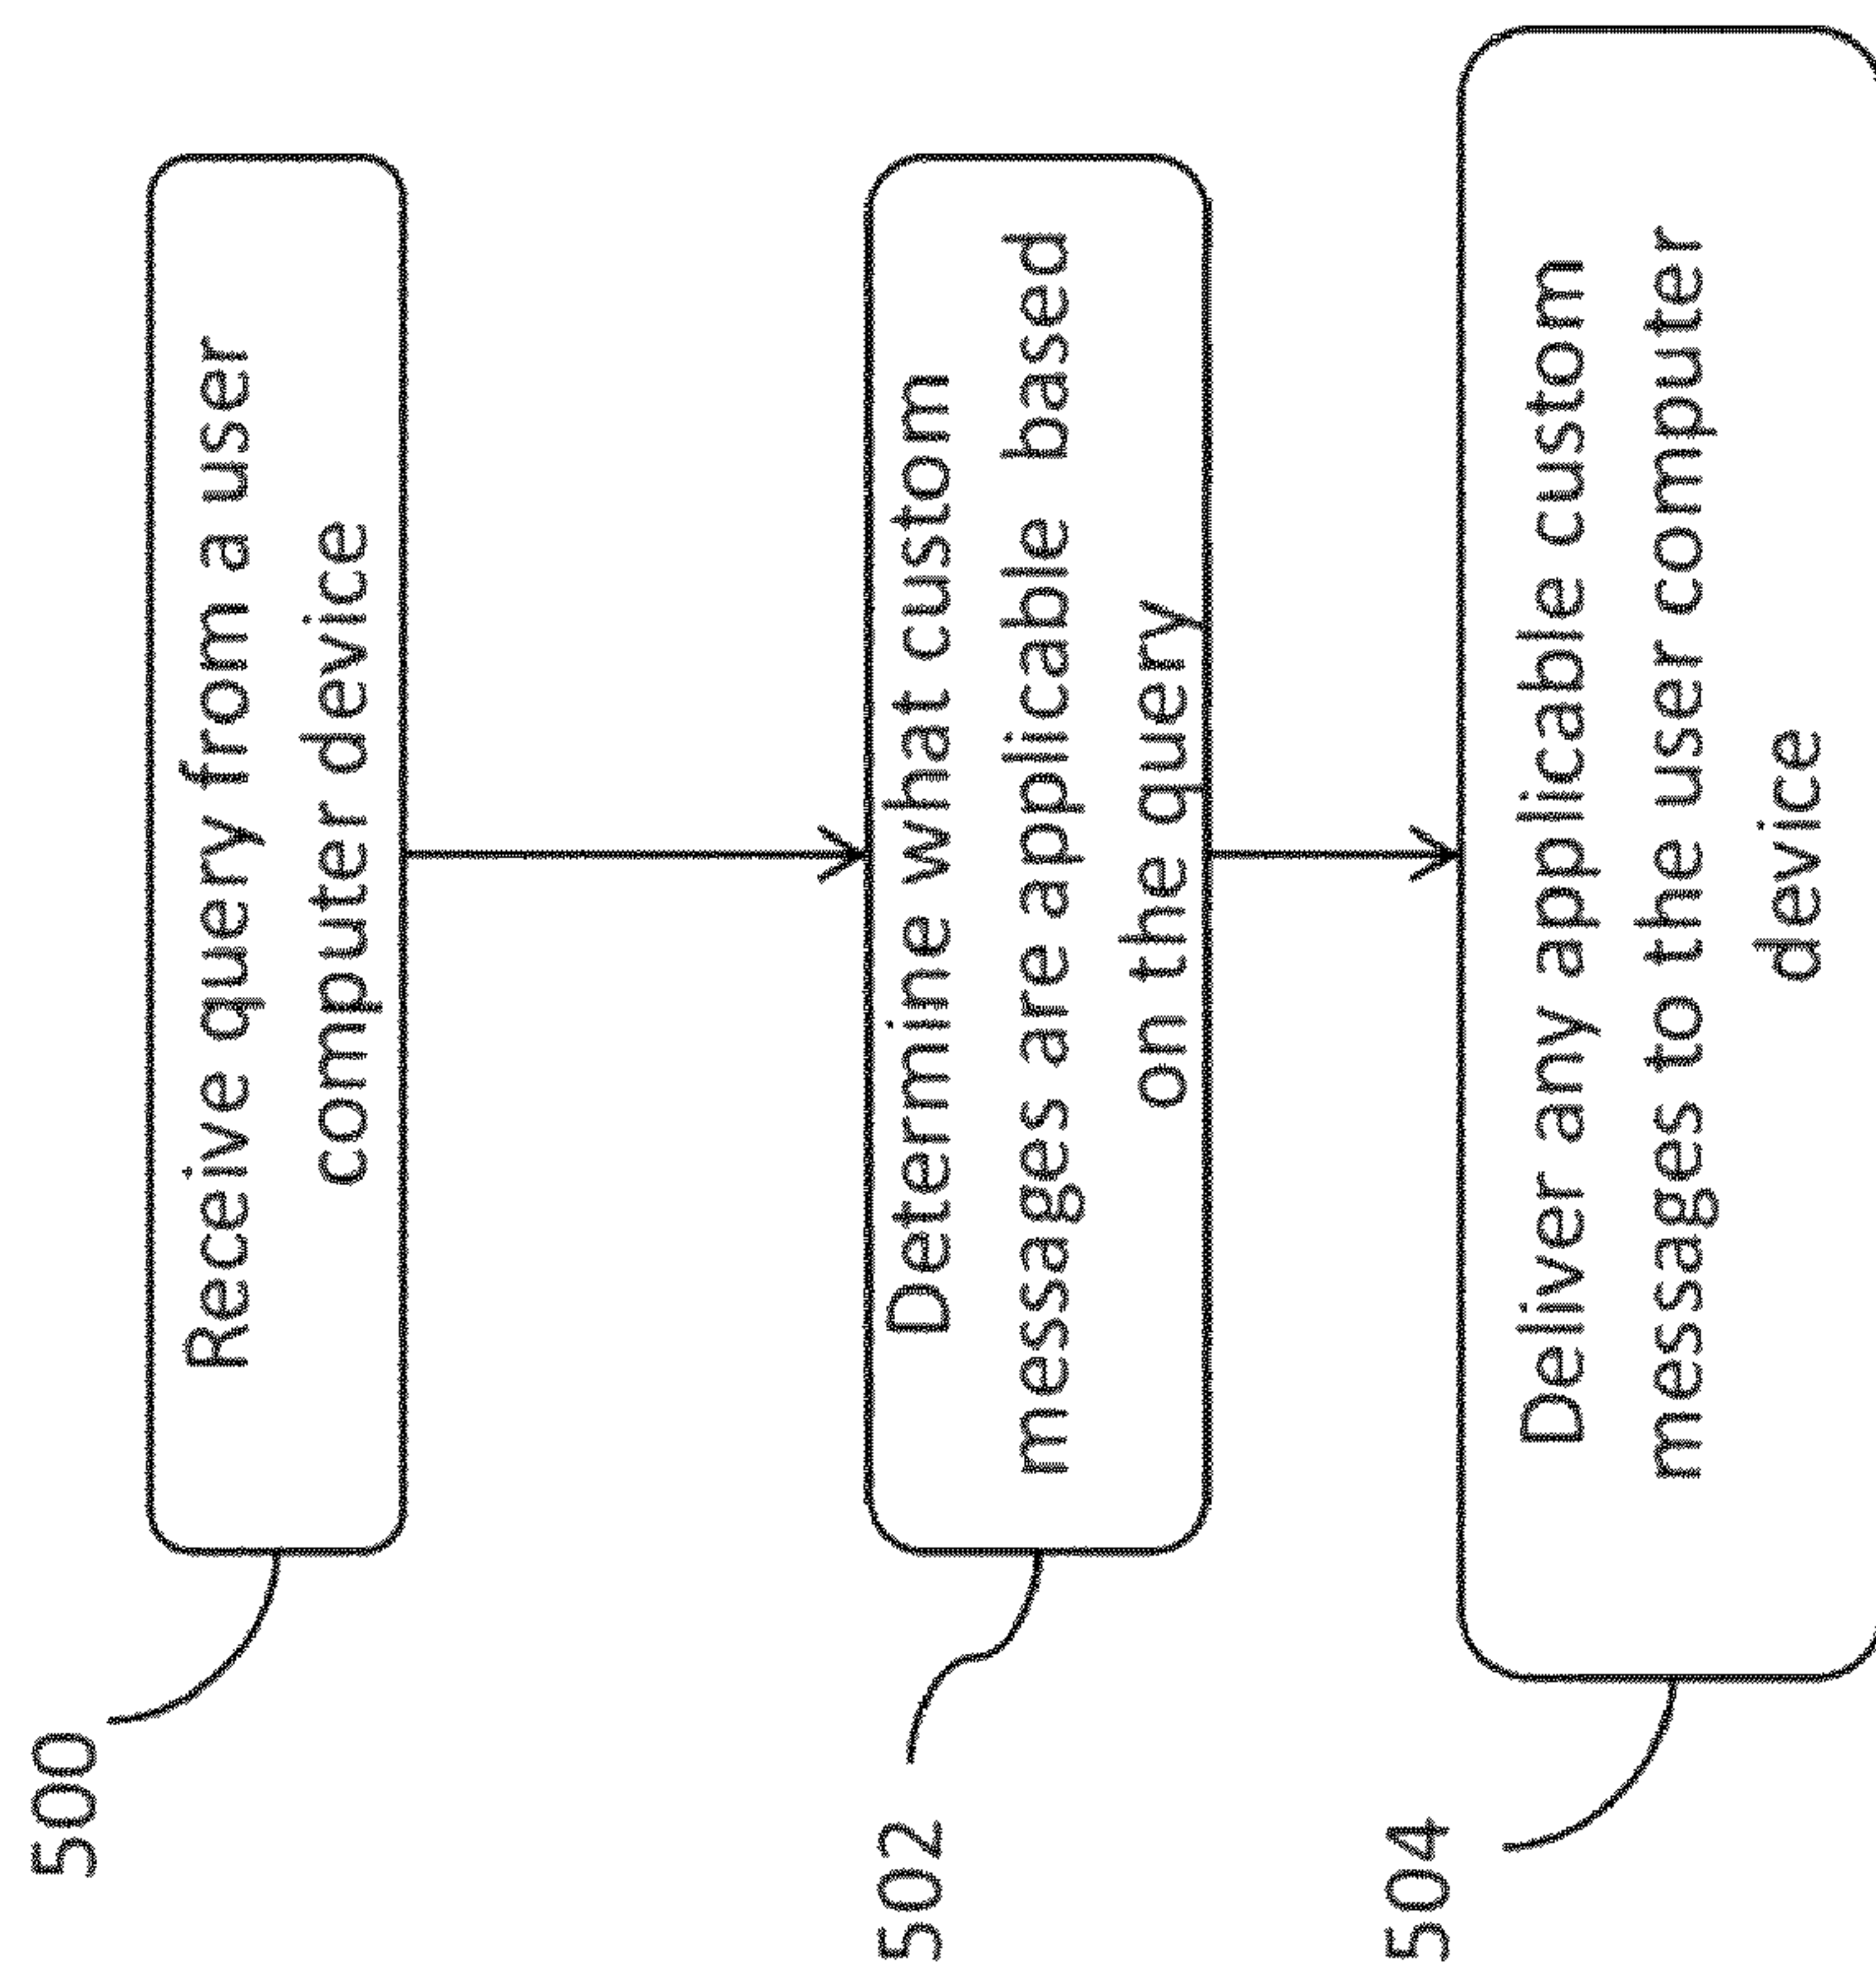 500
Receive query from a user
computer device
502
Determine what custom
messages are applicable  based
on the query
504
Deliver any applicable custom
messages to the user computer
device